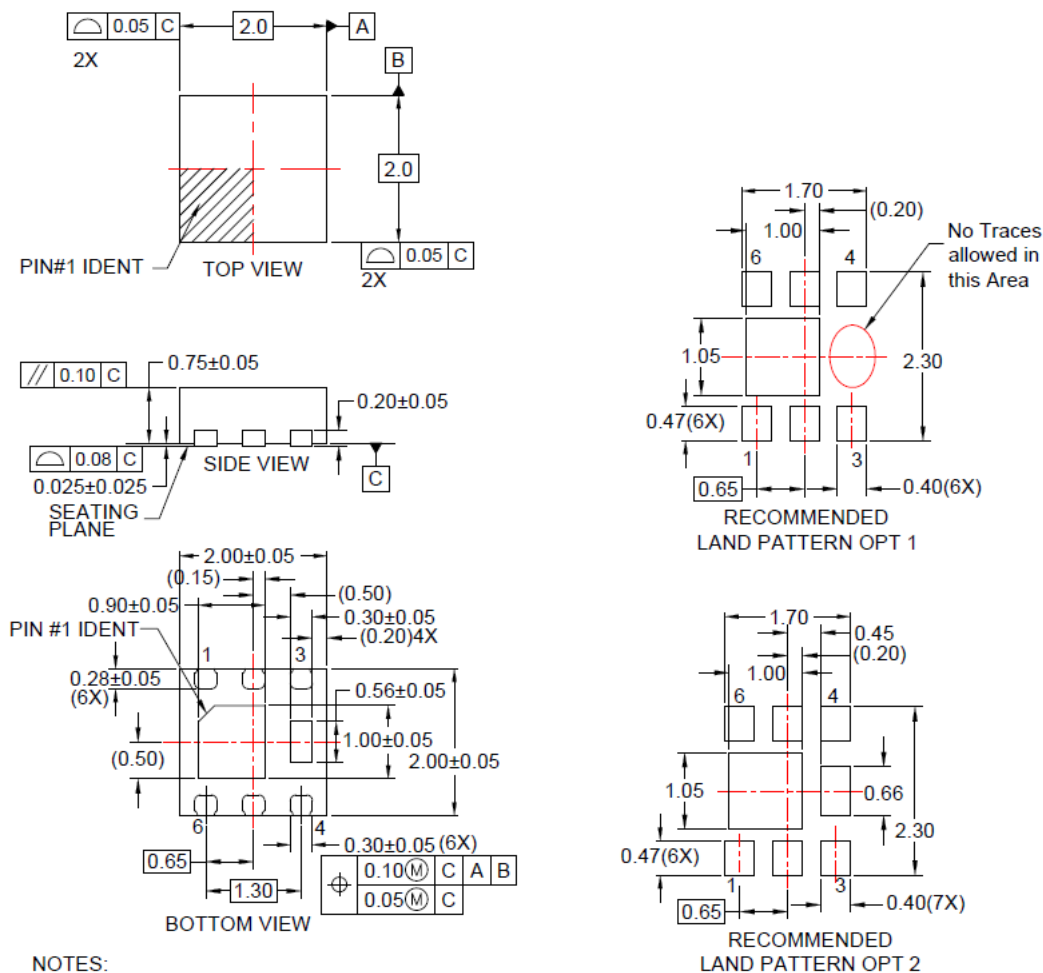 0.05 C
2.0
A
2X
B
2.0
PIN#1 IDENT
TOP VIEW
0.05 C
2X
// 0.10 C
0.75±0.05
0.20±0.05
0.08 C
SIDE VIEW
0.025±0.025
C
SEATING
PLANE
2.00±0.05
(0.15)
(0.50)
0.90±0.05
0.30±0.05
PIN #1 IDENT
(0.20)4X
1
3
0.28±0.05
(6X)
0.56±0.05
1.00±0.05
(0.50)
2.00±0.05
6
4
0.30±0.05 (6X)
0.65
0.10Ⓜ C A B
1.30
0.05Ⓜ C
BOTTOM VIEW
NOTES:
1.70
(0.20)
1.00
No Traces
allowed in
this Area
6
4
1.05
2.30
0.47(6X)
1
3
0.65
0.40(6X)
RECOMMENDED
LAND PATTERN OPT 1
1.70
0.45
(0.20)
1.00
6
4
1.05
0.66
2.30
0.47(6X)
1
3
0.65
0.40(7X)
RECOMMENDED
LAND PATTERN OPT 2